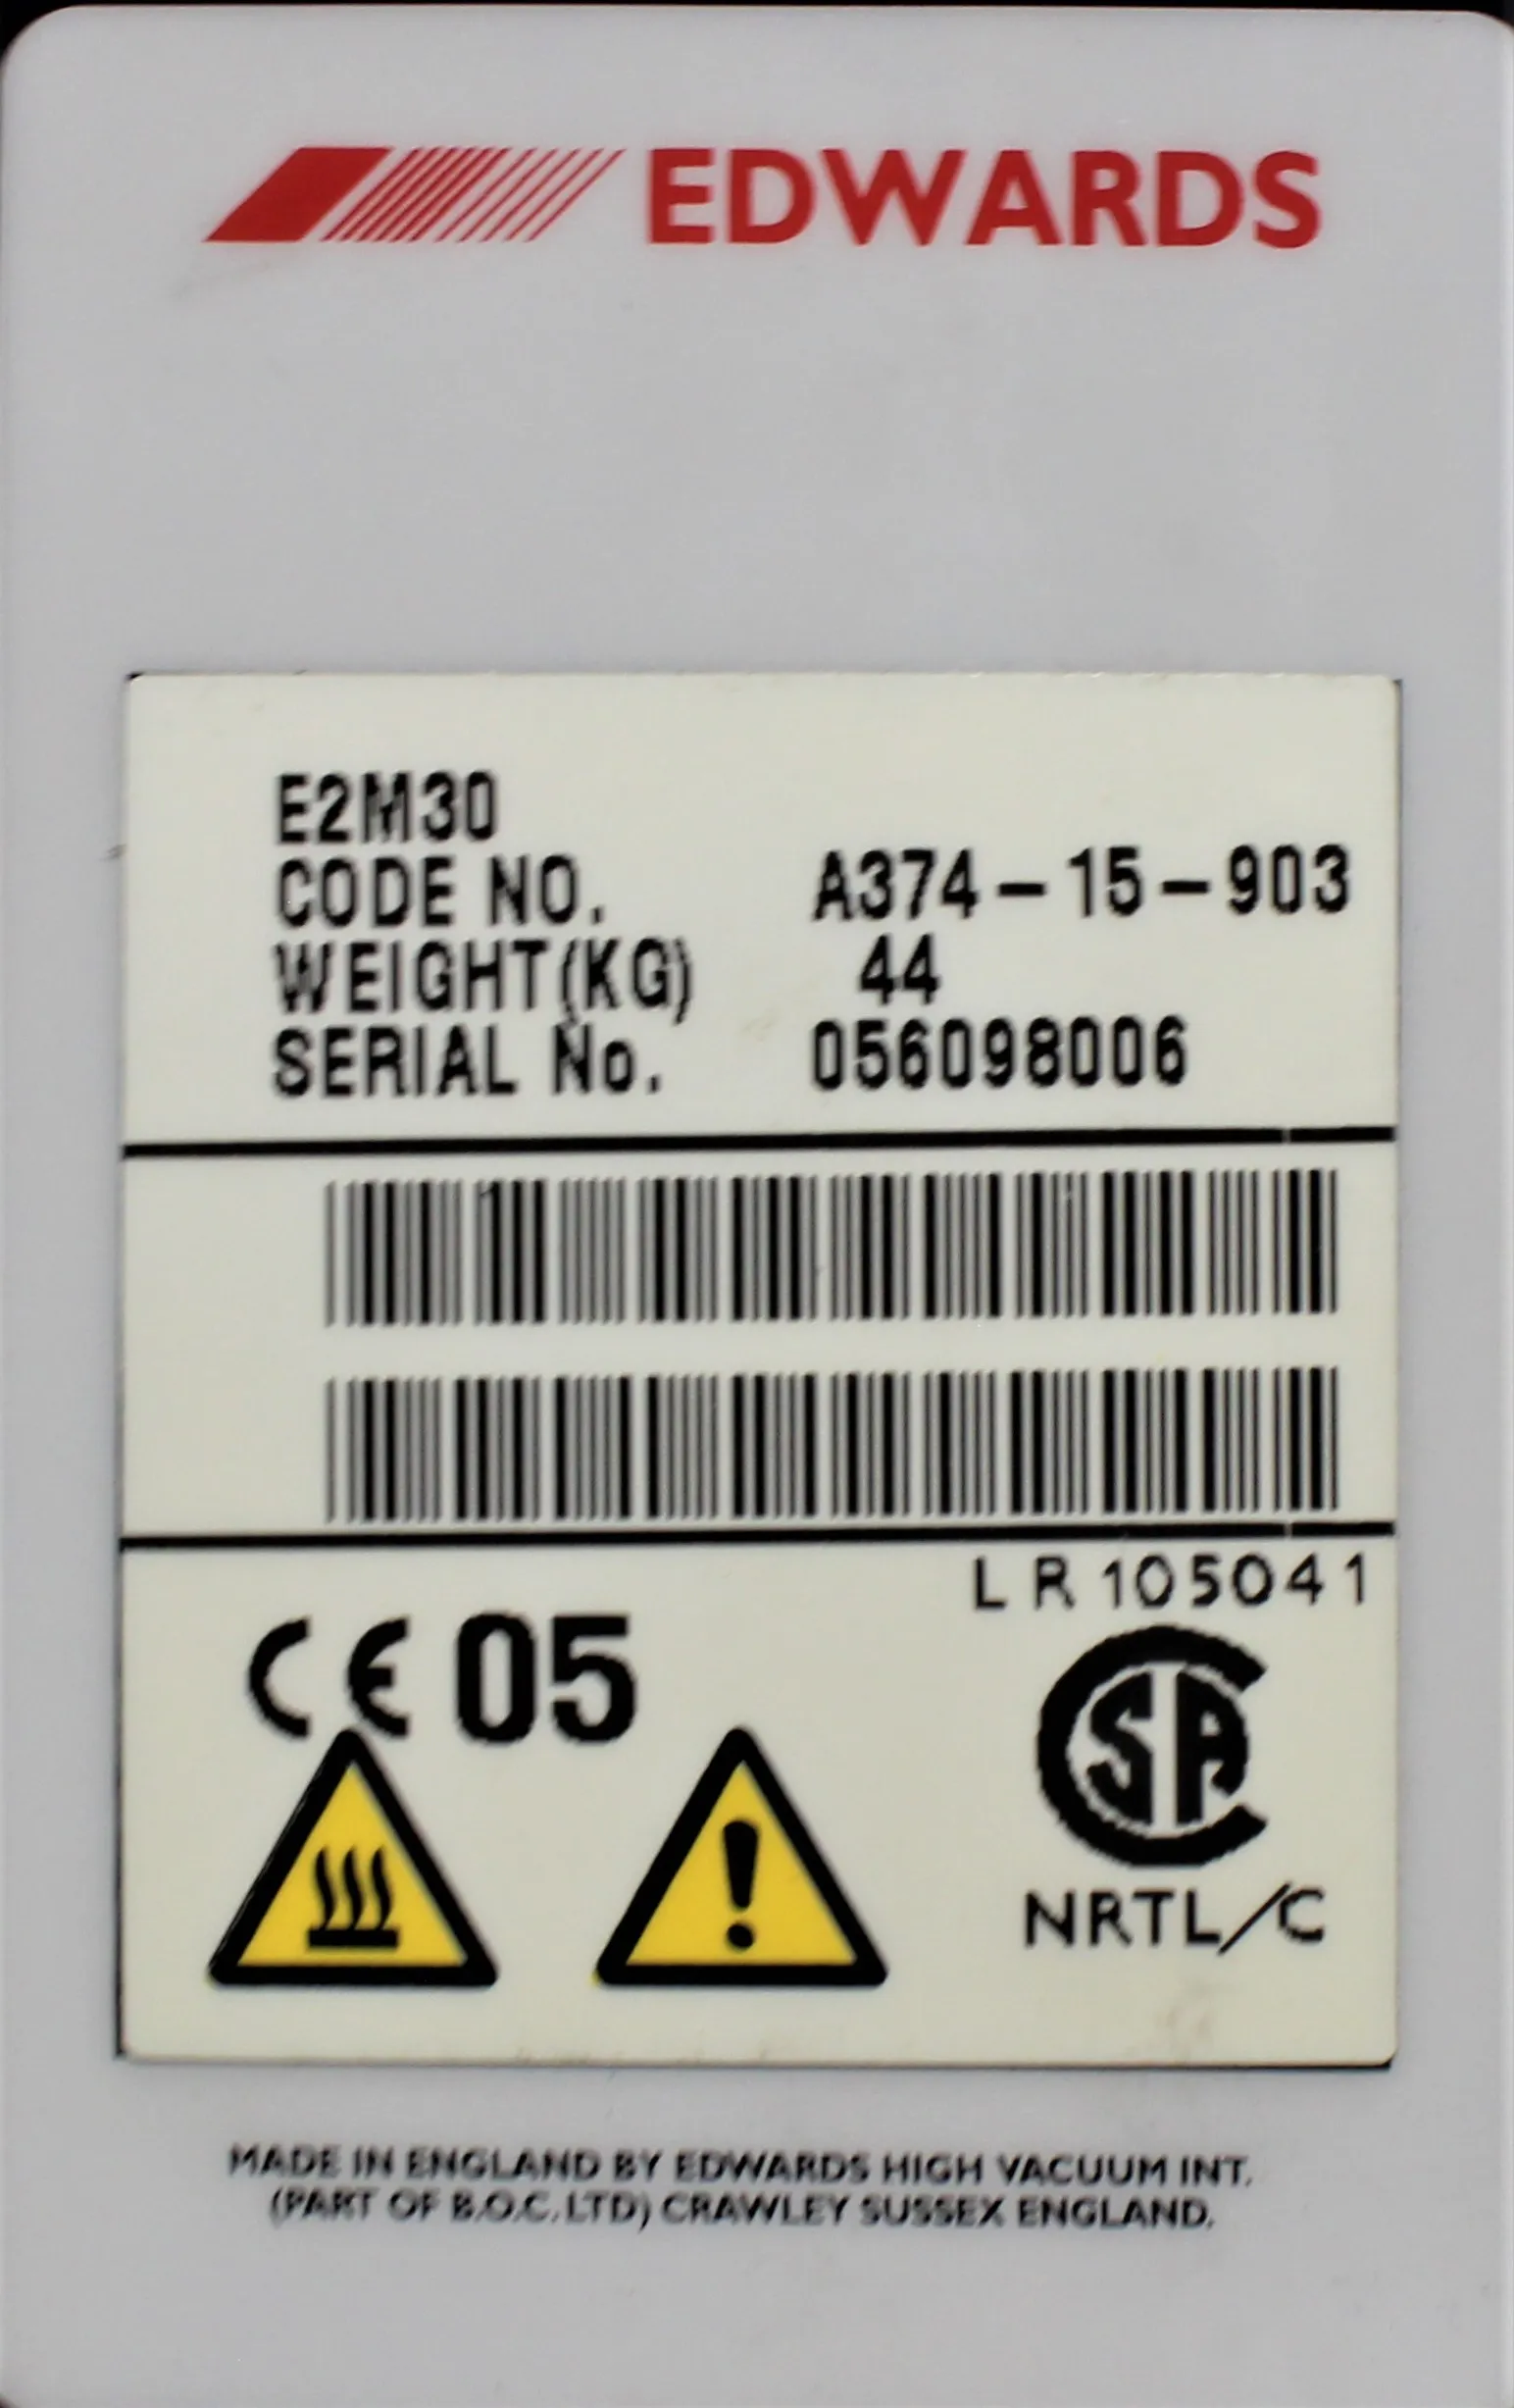 EDWARDS
E2M30
CODE NO. A374-15-903
WEIGHT(KG) 44
SERIAL No. 056098006
LR105041
CE 05
SA
NRTL/C
MADE IN ENGLAND BY EDWARDS HIGH VACUUM INT.
(PART OF B.O.C. LTD) CRAWLEY SUSSEX ENGLAND.